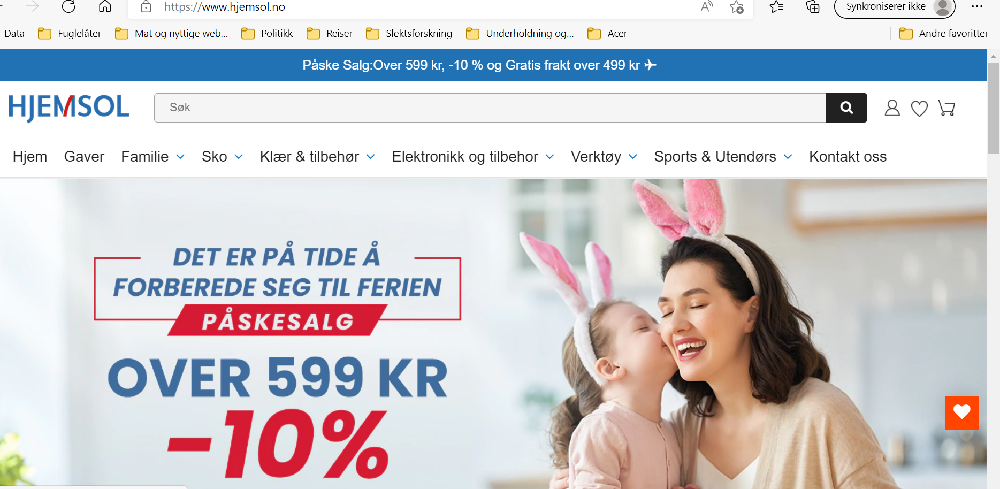 https://www.hjemsol.no
Synkroniserer ikke
Data
Fuglelåter
Mat og nyttige web...
Politikk
Reiser
Slektsforskning
Underholdning og...
Acer
Andre favoritter
Påske Salg:Over 599 kr, -10 % og Gratis frakt over 499 kr
HJEMSOL
Søk
Hjem
Gaver
Familie
Sko
Klær & tilbehør
Elektronikk og tilbehor
Verktøy
Sports & Utendørs
Kontakt oss
DET ER PÅ TIDE Å
FORBEREDE SEG TIL FERIEN
PÅSKESALG
OVER 599 KR
-10%